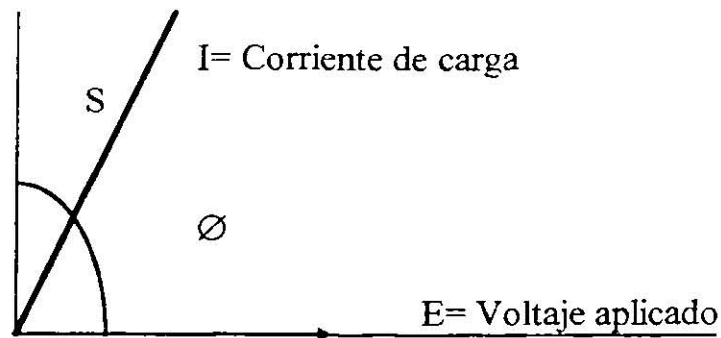 I= Corriente de carga
S
∅
E= Voltaje aplicado